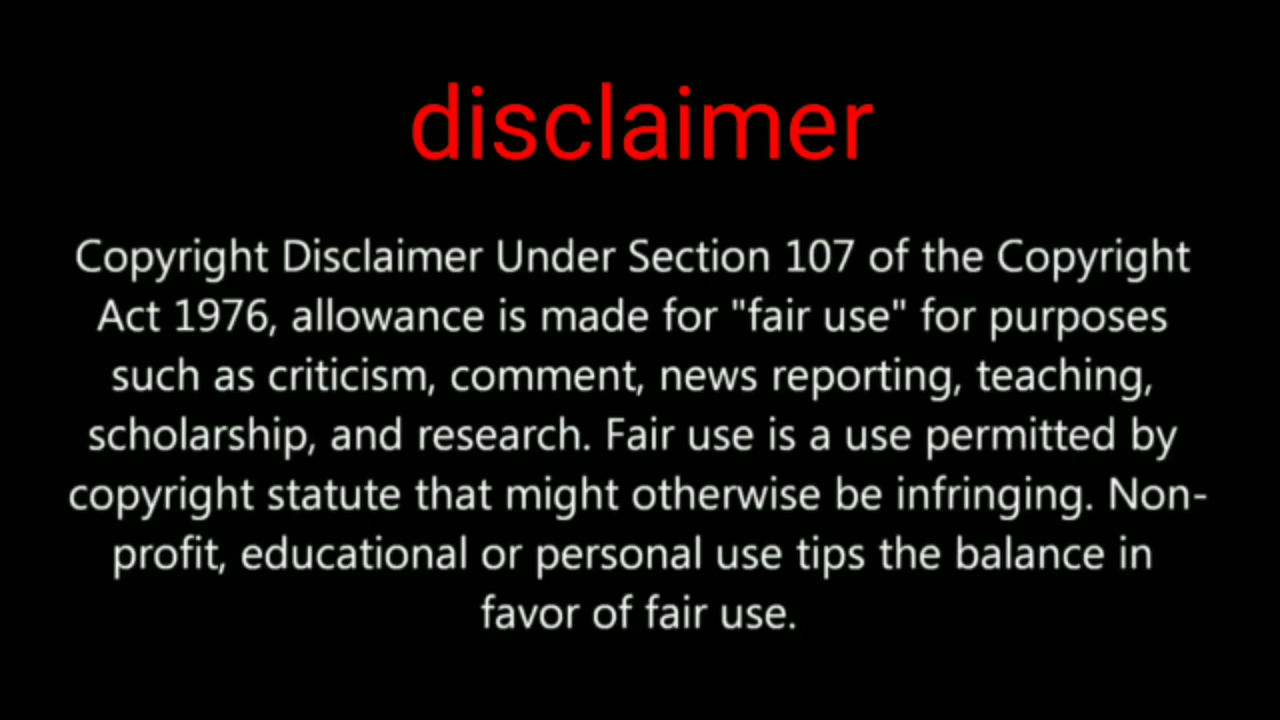 disclaimer
Copyright Disclaimer Under Section 107 of the Copyright
Act 1976, allowance is made for "fair use" for purposes
such as criticism, comment, news reporting, teaching,
scholarship, and research. Fair use is a use permitted by
copyright statute that might otherwise be infringing. Non-
profit, educational or personal use tips the balance in
favor of fair use.